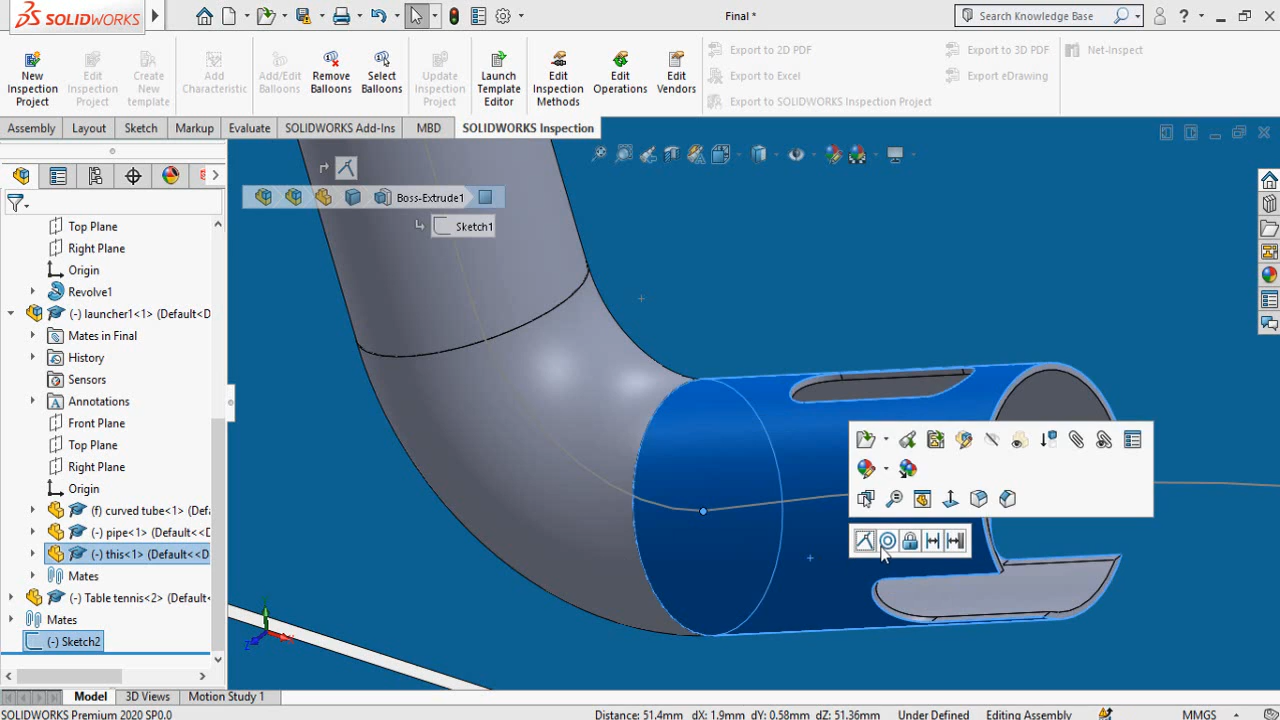 SOLIDWORKS
Final *
Search Knowledge Base
?
New Inspection Project
Edit Inspection Project
Create New template
Add Characteristic
Add/Edit Balloons
Remove Balloons
Select Balloons
Update Inspection Project
Launch Template Editor
Edit Inspection Methods
Edit Operations
Edit Vendors
Export to 2D PDF
Export to Excel
Export to SOLIDWORKS Inspection Project
Export to 3D PDF
Export eDrawing
Net-Inspect
Assembly
Layout
Sketch
Markup
Evaluate
SOLIDWORKS Add-Ins
MBD
SOLIDWORKS Inspection
Boss-Extrude1
Sketch1
Top Plane
Right Plane
Origin
Revolve1
(-) launcher1<1> (Default<D
Mates in Final
History
Sensors
Annotations
Front Plane
Top Plane
Right Plane
Origin
(f) curved tube<1> (Default
(-) pipe<1> (Default<<Defa
(-) this<1> (Default<<D
Mates
(-) Table tennis<2> (Default
Mates
(-) Sketch2
Model
3D Views
Motion Study 1
SOLIDWORKS Premium 2020 SP0.0
Distance: 51.4mm dX: 1.9mm dY: 0.58mm dZ: 51.36mm
Under Defined
Editing Assembly
MMGS